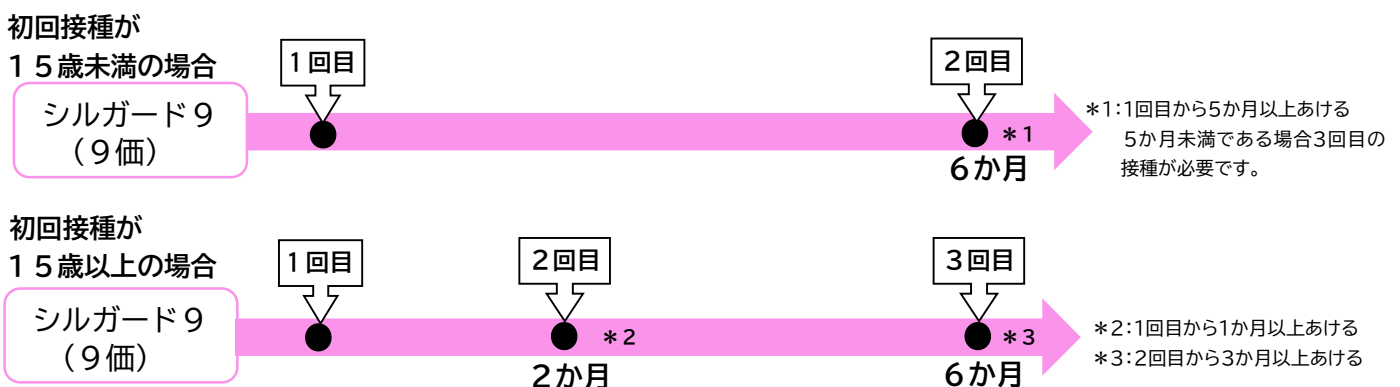 初回接種が
15歳未満の場合
1回目
2回目
シルガード9
(9価)
*1
6か月
*1:1回目から5か月以上あける
5か月未満である場合3回目の
接種が必要です。
初回接種が
15歳以上の場合
1回目
2回目
3回目
シルガード9
(9価)
*2
*3
2か月
6か月
*2:1回目から1か月以上あける
*3:2回目から3か月以上あける